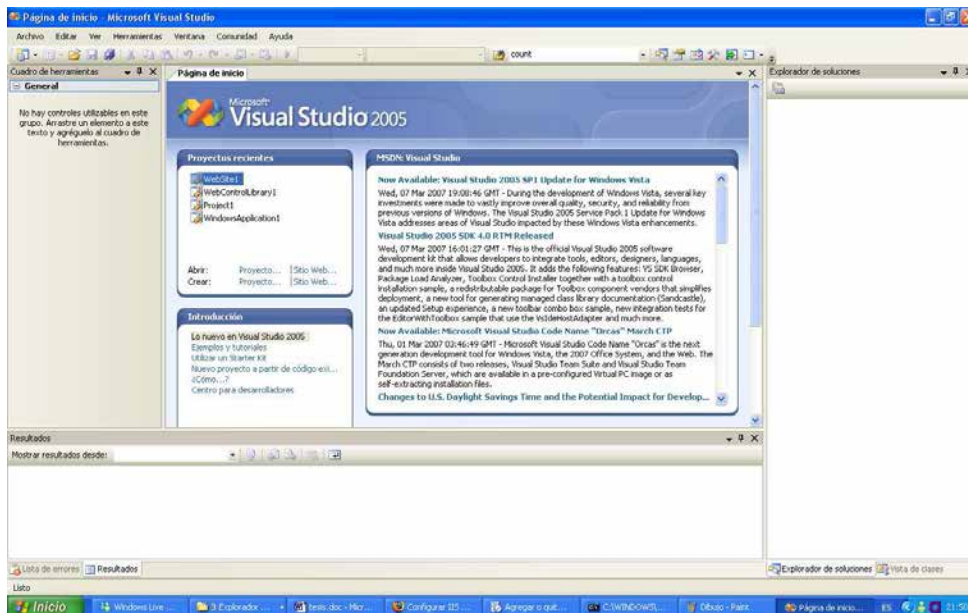 Página de inicio - Microsoft Visual Studio
Archivo Editar Ver Herramientas Ventana Comunidad Ayuda
count
Cuadro de herramientas
General
No hay controles utilizables en este
grupo. Arrastre un elemento a este
texto y agréguelo al cuadro de
herramientas.
Página de inicio
Microsoft
Visual Studio 2005
Proyectos recientes
WebSite1
WebControlLibrary1
Project1
WindowsApplication1
Abrir: Proyecto... | Sitio Web...
Crear: Proyecto... | Sitio Web...
Introducción
Lo nuevo en Visual Studio 2005
Ejemplos y tutoriales
Utilizar un Starter Kit
Nuevo proyecto a partir de código exi...
¿Cómo...?
Centro para desarrolladores
MSDN: Visual Studio
Now Available: Visual Studio 2005 SP1 Update for Windows Vista
Wed, 07 Mar 2007 19:08:46 GMT - During the development of Windows Vista, several key
investments were made to vastly improve overall quality, security, and reliability from
previous versions of Windows. The Visual Studio 2005 Service Pack 1 Update for Windows
Vista addresses areas of Visual Studio impacted by these Windows Vista enhancements.
Visual Studio 2005 SDK 4.0 RTM Released
Wed, 07 Mar 2007 16:01:27 GMT - This is the official Visual Studio 2005 software
development kit that allows developers to integrate tools, editors, designers, languages,
and much more inside Visual Studio 2005. It adds the following features: VS SDK Browser,
Package Load Analyzer, Toolbox Control Installer together with a toolbox control
installation sample, a redistributable package for Toolbox component vendors that simplifies
deployment, a new tool for generating managed class library documentation (Sandcastle),
an updated Setup experience, a new toolbar combo box sample, new integration tests for
the EditorWithToolbox sample that use the VsIdeHostAdapter and much more.
Now Available: Microsoft Visual Studio Code Name "Orcas" March CTP
Thu, 01 Mar 2007 03:46:49 GMT - Microsoft Visual Studio Code Name "Orcas" is the next
generation development tool for Windows Vista, the 2007 Office System, and the Web. The
March CTP consists of two releases, Visual Studio Team Suite and Visual Studio Team
Foundation Server, which are available in a pre-configured Virtual PC image or as
self-extracting installation files.
Changes to U.S. Daylight Savings Time and the Potential Impact for Develop...
Explorador de soluciones
Resultados
Mostrar resultados desde:
Lista de errores Resultados
Explorador de soluciones Vista de clases
Listo
Inicio Windows Live ... 3 Explorador ... tesis.doc - Micr... Configurar IIS ... Agregar o quit... C:\WINDOWS\... Dibujo - Paint Página de inicio... ES